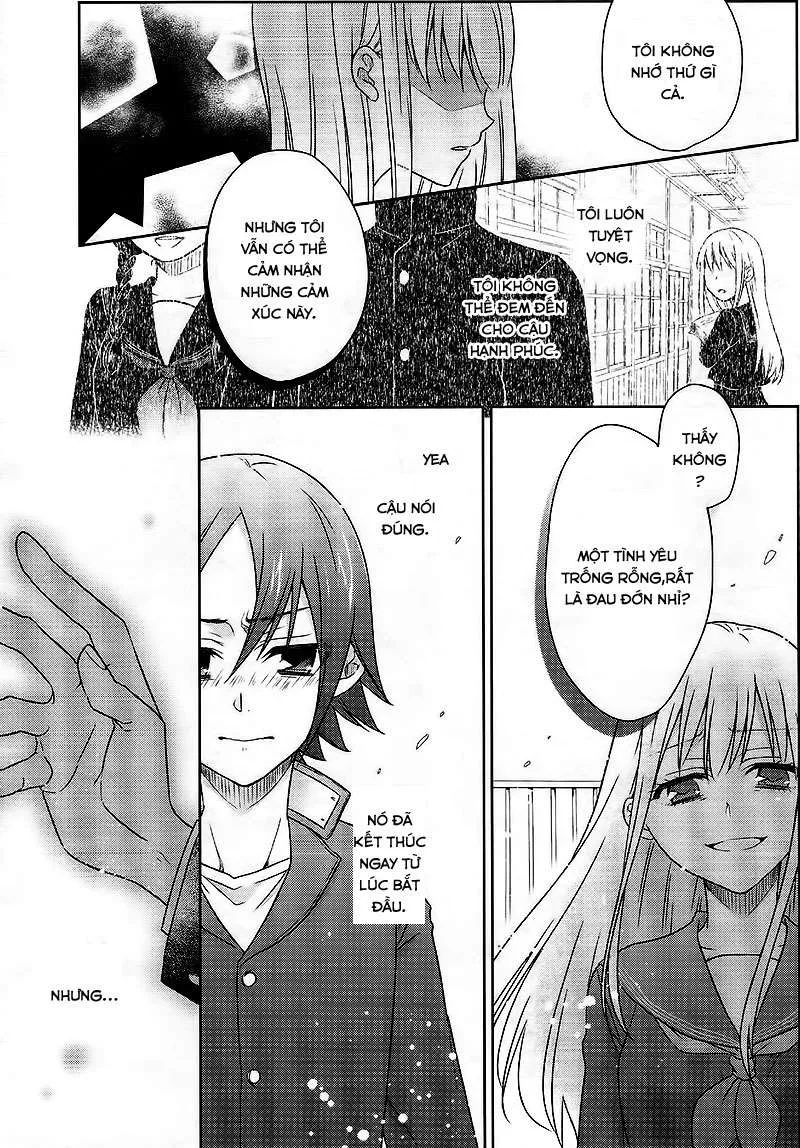 TÔI KHÔNG
NHỚ THỨ GÌ
CẢ.
TÔI LUÔN
TUYỆT
VỌNG.
TÔI KHÔNG
THỂ ĐEM ĐẾN
CHO CẬU
HẠNH PHÚC.
NHƯNG TÔI
VẪN CÓ THỂ
CẢM NHẬN
NHỮNG CẢM
XÚC NÀY.
THẤY
KHÔNG
?
MỘT TÌNH YÊU
TRỐNG RỖNG,RẤT
LÀ ĐAU ĐỚN NHỈ?
YEA
CẬU NÓI
ĐÚNG.
NÓ ĐÃ
KẾT THÚC
NGAY TỪ
LÚC BẮT
ĐẦU.
NHƯNG...